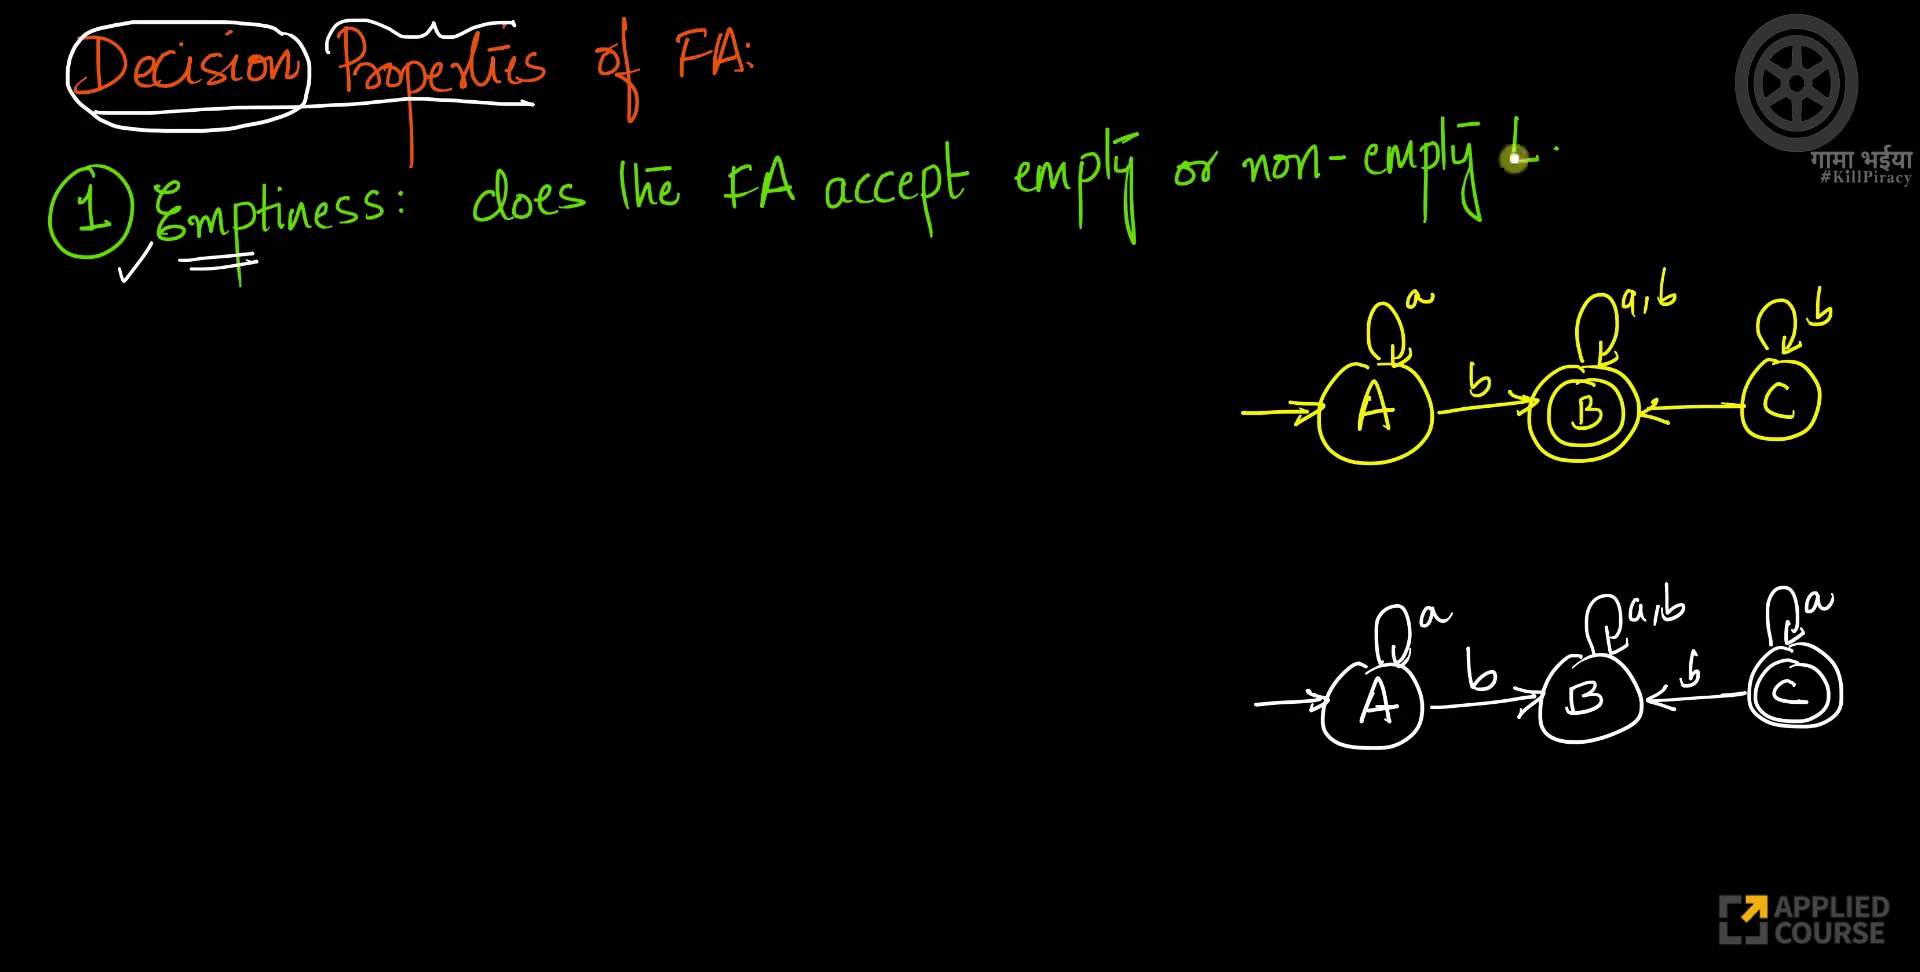 Decision Properties of FA:
गामा भईया
#KillPiracy
1 Emptiness: does the FA accept empty or non-empty L.
a a,b b
A b B C
a a,b a
A b B b C
APPLIED
COURSE